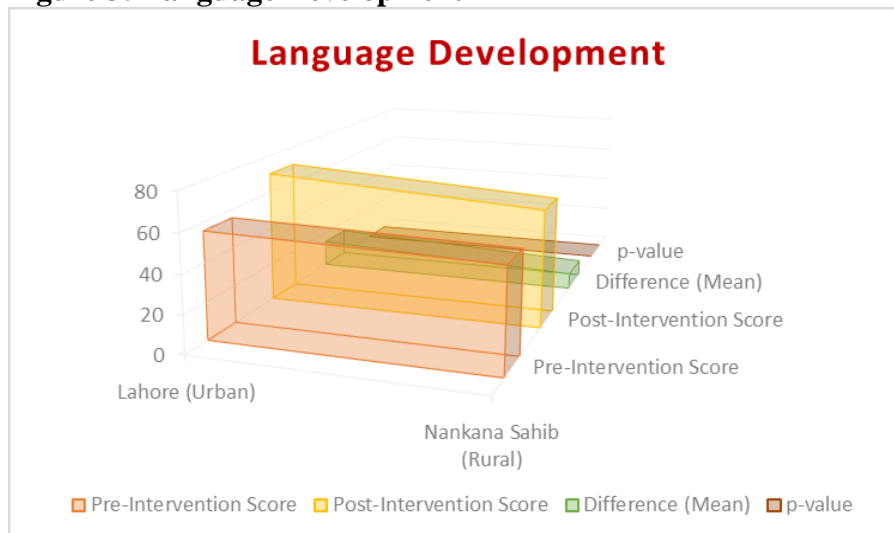 Language Development
80
60
40
20
0
Lahore (Urban)
Nankana Sahib
(Rural)
p-value
Difference (Mean)
Post-Intervention Score
Pre-Intervention Score
Pre-Intervention Score Post-Intervention Score Difference (Mean) p-value